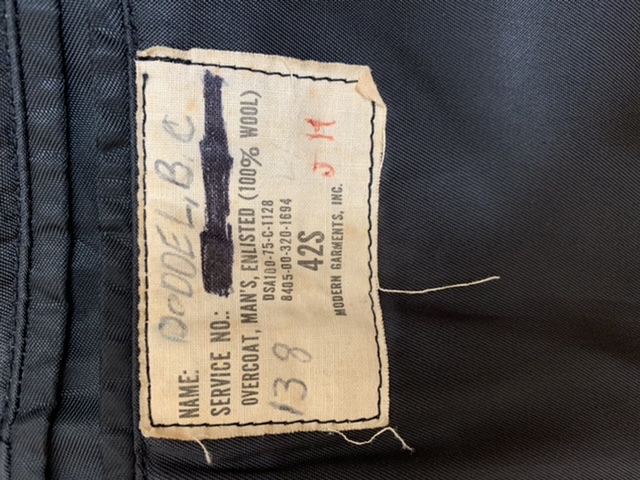 NAME: DODDEL, B. C
SERVICE NO.:
OVERCOAT, MAN'S, ENLISTED (100% WOOL)
DSA100-75-C-1128
8405-00-320-1694
138
42S
J H
MODERN GARMENTS, INC.